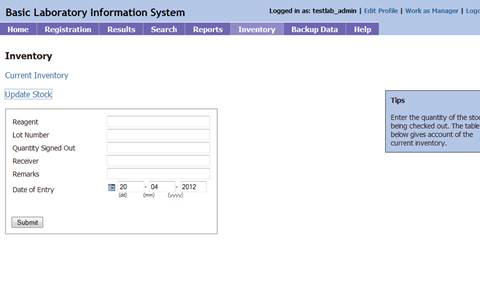 Basic Laboratory Information System
Logged in as: testlab_admin | Edit Profile | Work as Manager |
Home Registration Results Search Reports Inventory Backup Data Help
Inventory
Current Inventory
Update Stock
Reagent
Lot Number
Quantity Signed Out
Receiver
Remarks
Date of Entry 20 - 04 - 2012
(dd) (mm) (yyyy)
Submit
Tips
Enter the quantity of the
being checked out. The table
below gives account of the
current inventory.